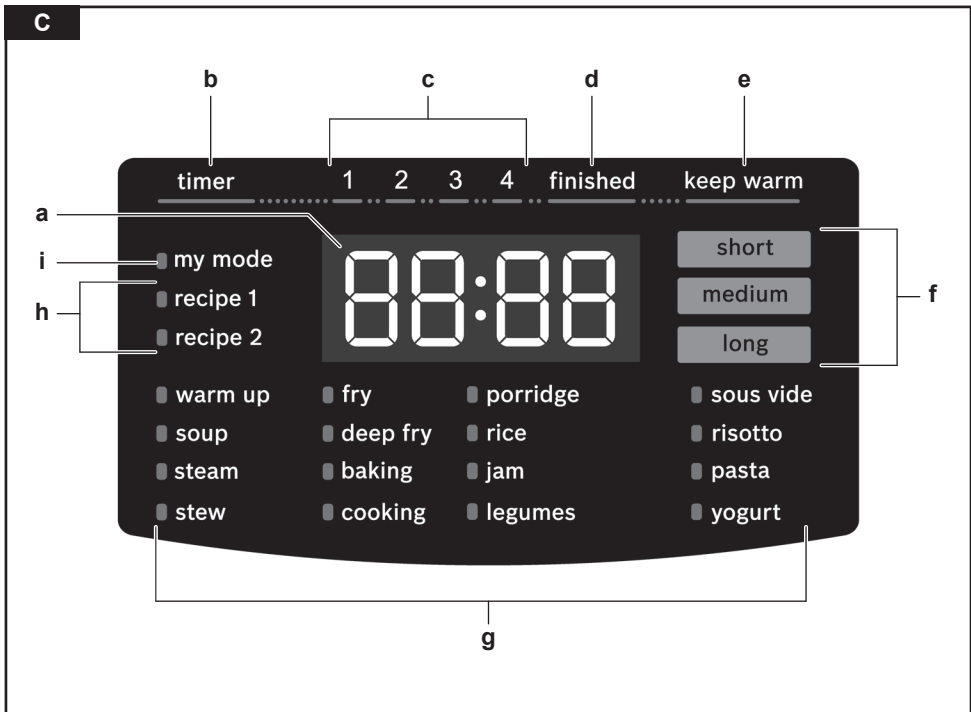 C
b c d e
timer 1 2 3 4 finished keep warm
a
88:88
i my mode
h recipe 1
recipe 2
short
medium
long
f
warm up fry porridge sous vide
soup deep fry rice risotto
steam baking jam pasta
stew cooking legumes yogurt
g